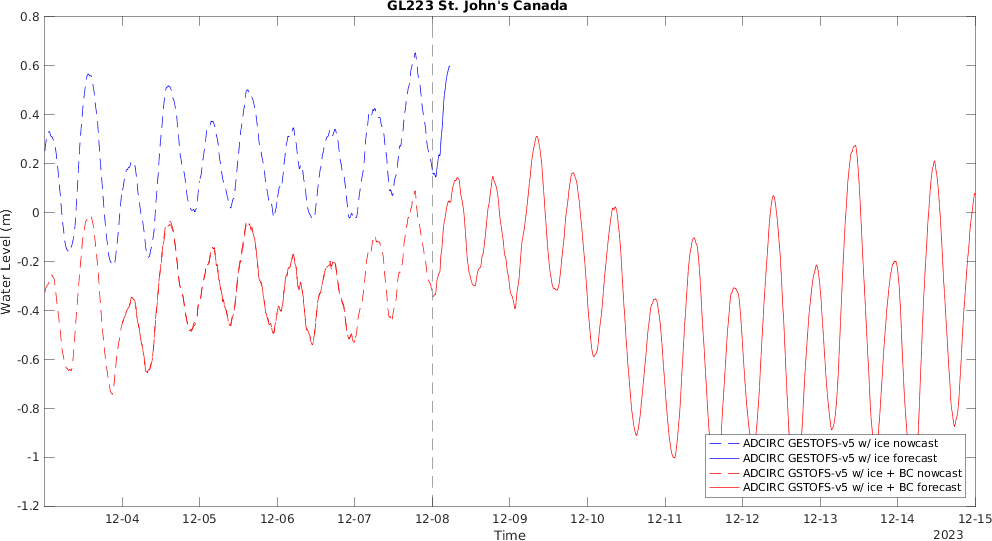 GL223 St. John's Canada
0.8
0.6
0.4
0.2
0
-0.2
-0.4
-0.6
-0.8
-1
-1.2
Water Level (m)
ADCIRC GESTOFS-v5 w/ ice nowcast
ADCIRC GESTOFS-v5 w/ ice forecast
ADCIRC GSTOFS-v5 w/ ice + BC nowcast
ADCIRC GSTOFS-v5 w/ ice + BC forecast
12-04 12-05 12-06 12-07 12-08 12-09 12-10 12-11 12-12 12-13 12-14 12-15
Time
2023